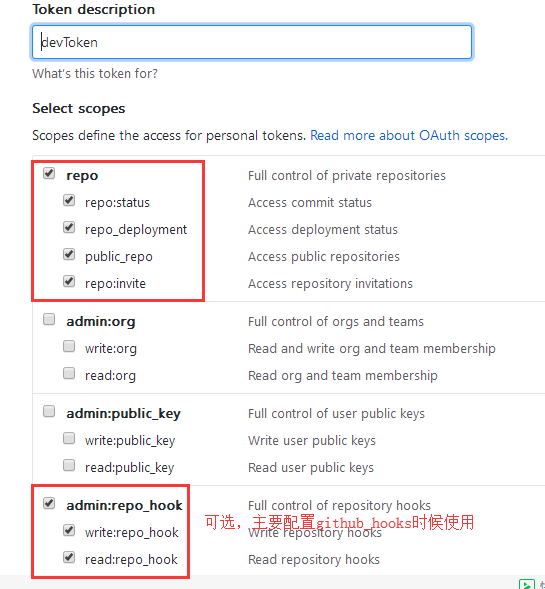 Token description
devToken
What's this token for?
Select scopes
Scopes define the access for personal tokens. Read more about OAuth scopes.
repo Full control of private repositories
repo:status Access commit status
repo_deployment Access deployment status
public_repo Access public repositories
repo:invite Access repository invitations
admin:org Full control of orgs and teams
write:org Read and write org and team membership
read:org Read org and team membership
admin:public_key Full control of user public keys
write:public_key Write user public keys
read:public_key Read user public keys
admin:repo_hook Full control of repository hooks
可选，主要配置github_hooks时候使用
write:repo_hook Write repository hooks
read:repo_hook Read repository hooks